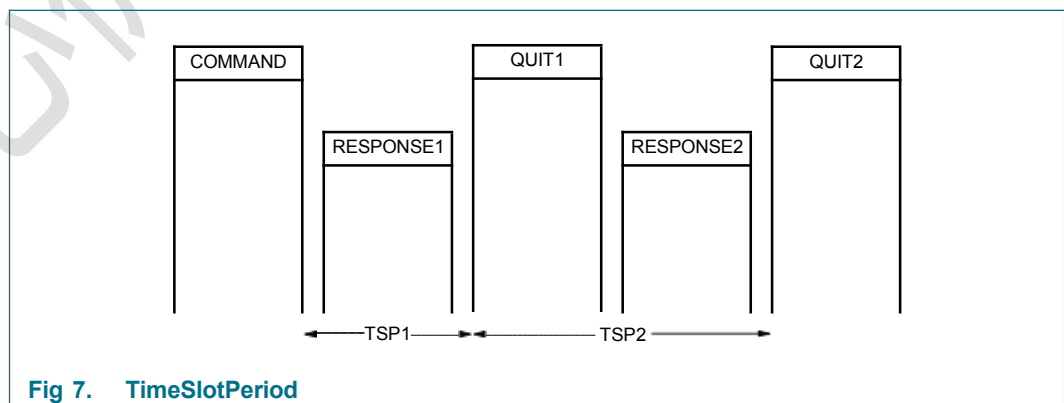 COMMAND QUIT1 QUIT2
RESPONSE1 RESPONSE2
TSP1 TSP2
Fig 7. TimeSlotPeriod